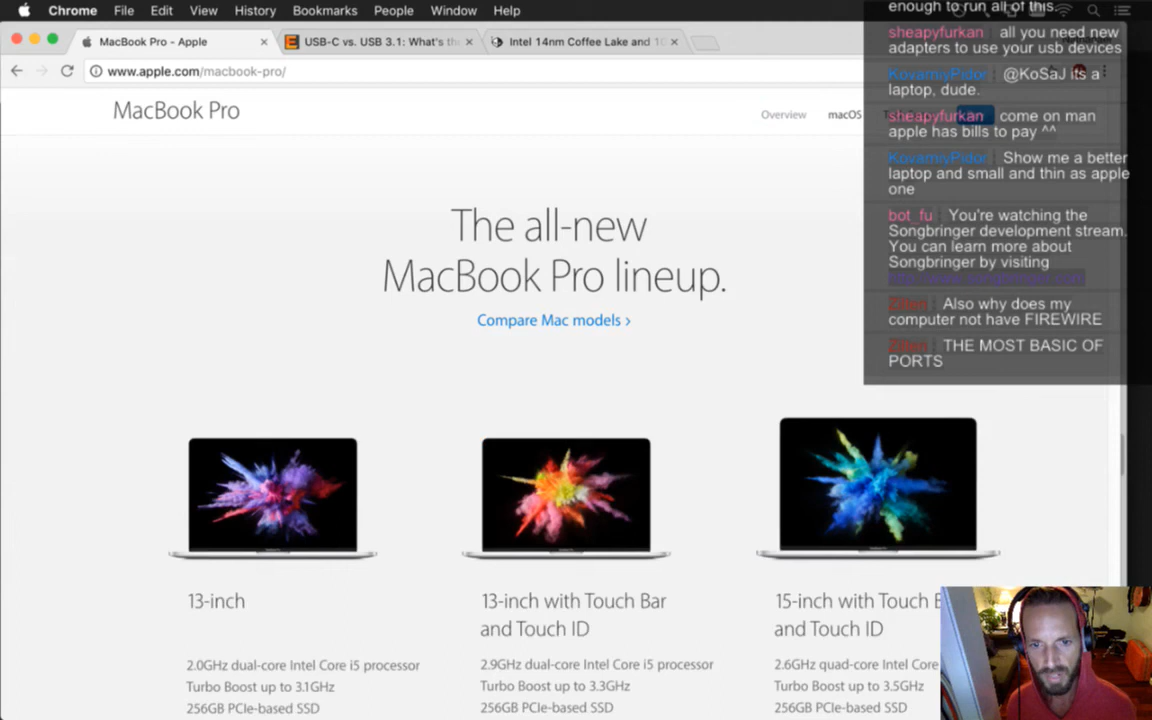 Chrome File Edit View History Bookmarks People Window Help
MacBook Pro - Apple
USB-C vs. USB 3.1: What's the
Intel 14nm Coffee Lake and 10
www.apple.com/macbook-pro/
MacBook Pro
Overview macOS
The all-new
MacBook Pro lineup.
Compare Mac models ›
13-inch
2.0GHz dual-core Intel Core i5 processor
Turbo Boost up to 3.1GHz
256GB PCIe-based SSD
13-inch with Touch Bar
and Touch ID
2.9GHz dual-core Intel Core i5 processor
Turbo Boost up to 3.3GHz
256GB PCIe-based SSD
15-inch with Touch B
and Touch ID
2.6GHz quad-core Intel Core
Turbo Boost up to 3.5GHz
256GB PCIe-based SSD
enough to run all of this.
sheapyfurkan : all you need new
adapters to use your usb devices
KovarniyPidor : @KoSaJ its a
laptop, dude.
sheapyfurkan : come on man
apple has bills to pay ^^
KovarniyPidor : Show me a better
laptop and small and thin as apple
one
bot_fu : You're watching the
Songbringer development stream.
You can learn more about
Songbringer by visiting
Also why does my
computer not have FIREWIRE
THE MOST BASIC OF
PORTS